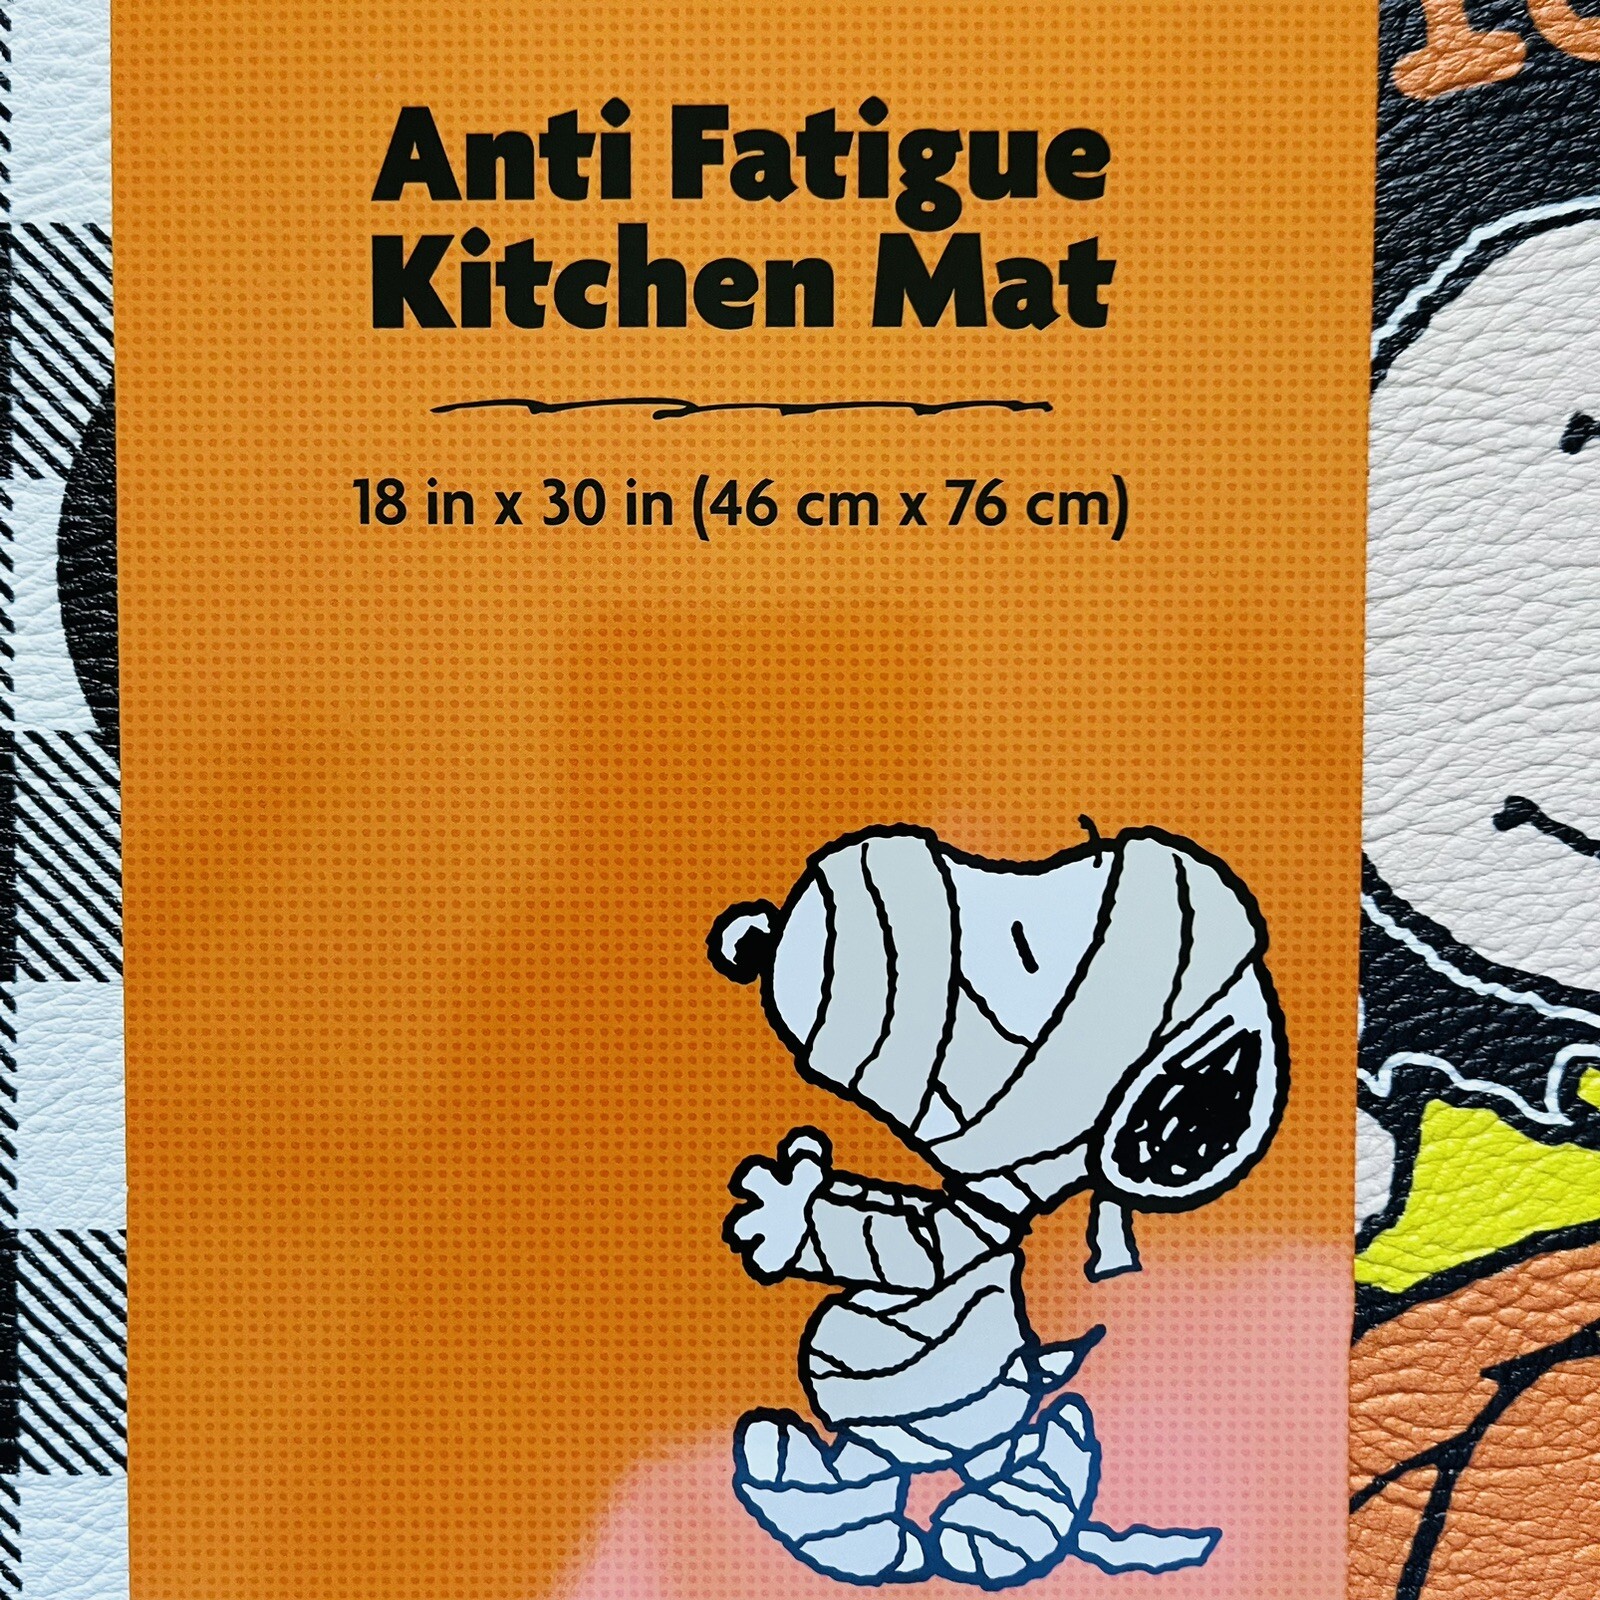 Anti Fatigue
Kitchen Mat
18 in x 30 in (46 cm x 76 cm)